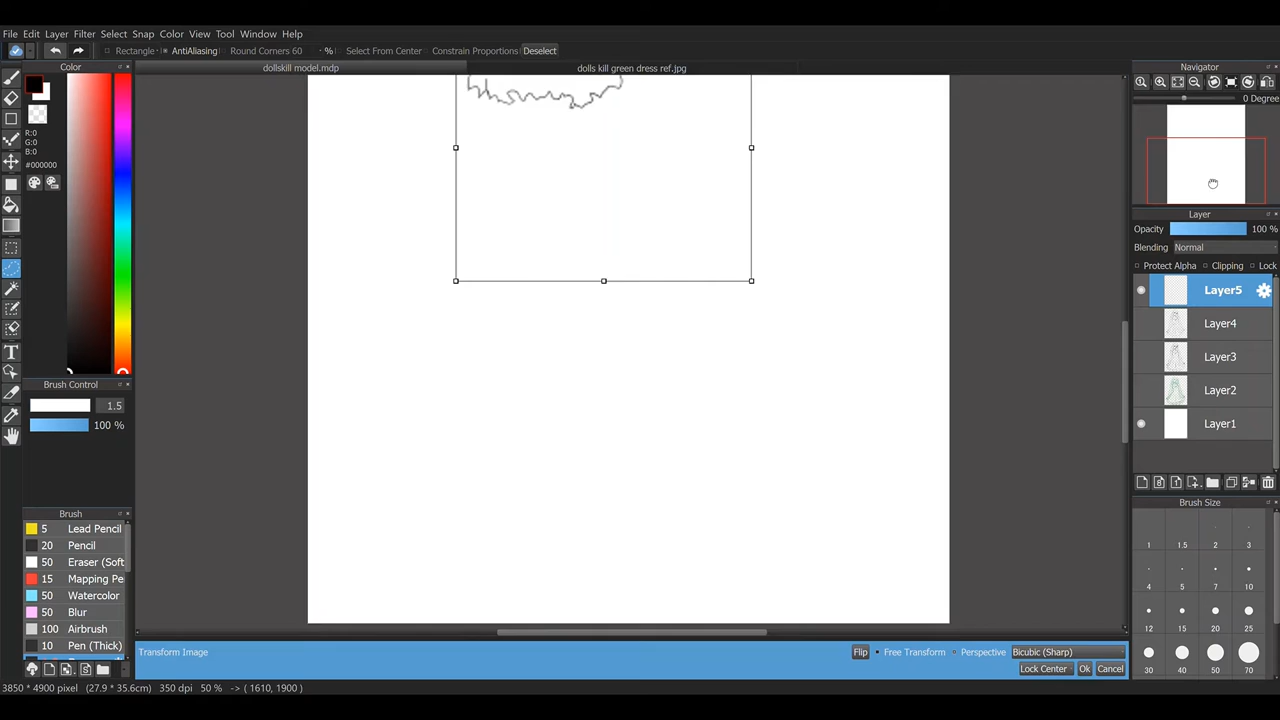 File Edit Layer Filter Select Snap Color View Tool Window Help
Rectangle AntiAliasing Round Corners 60 % Select From Center Constrain Proportions Deselect
Color
dollskill model.mdp
dolls kill green dress ref.jpg
Navigator
0 Degree
R:0
G:0
B:0
#000000
Layer
Opacity 100 %
Blending Normal
Protect Alpha Clipping Lock
Layer5
Layer4
Layer3
Layer2
Layer1
Brush Control
1.5
100 %
Brush
5 Lead Pencil
20 Pencil
50 Eraser (Soft
15 Mapping Pe
50 Watercolor
50 Blur
100 Airbrush
10 Pen (Thick)
Brush Size
1 1.5 2 3
4 5 7 10
12 15 20 25
30 40 50 70
Transform Image
Flip Free Transform Perspective Bicubic (Sharp)
Lock Center Ok Cancel
3850 * 4900 pixel (27.9 * 35.6cm) 350 dpi 50 % -> ( 1610, 1900 )